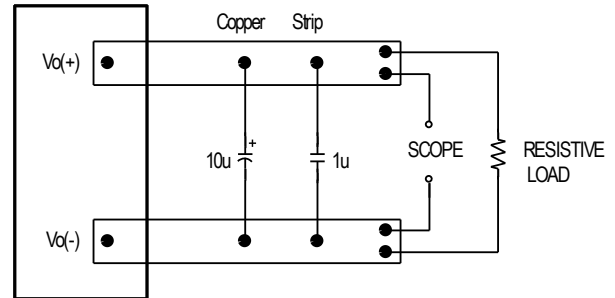 Copper Strip
Vo(+)
+
10u
1u
SCOPE
RESISTIVE
LOAD
Vo(-)